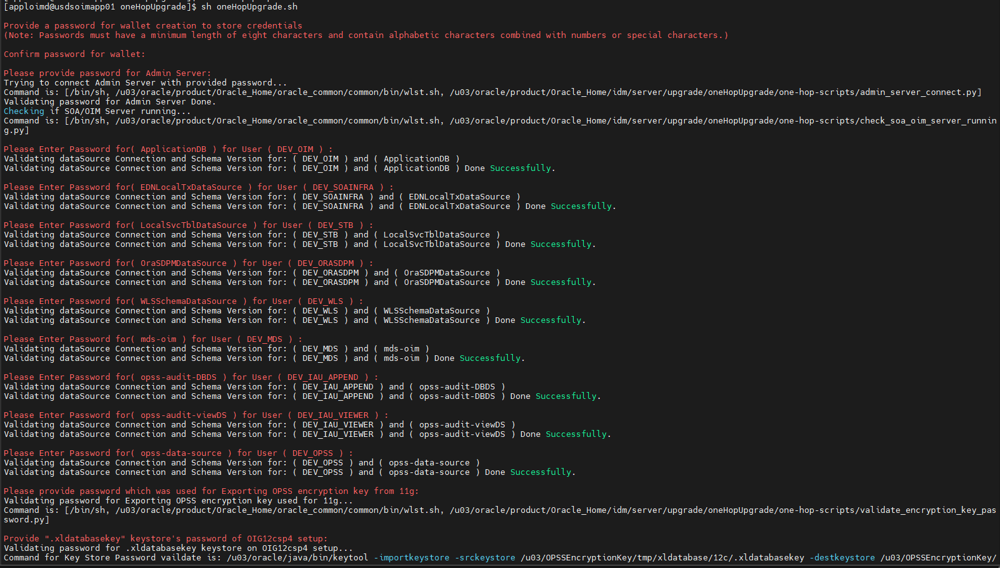 [apploimd@usdsoimapp01 oneHopUpgrade]$ sh oneHopUpgrade.sh
Provide a password for wallet creation to store credentials
(Note: Passwords must have a minimum length of eight characters and contain alphabetic characters combined with numbers or special characters.)
Confirm password for wallet:
Please provide password for Admin Server:
Trying to connect Admin Server with provided password...
Command is: [/bin/sh, /u03/oracle/product/Oracle_Home/oracle_common/common/bin/wlst.sh, /u03/oracle/product/Oracle_Home/idm/server/upgrade/oneHopUpgrade/one-hop-scripts/admin_server_connect.py]
Validating password for Admin Server Done.
Checking if SOA/OIM Server running...
Command is: [/bin/sh, /u03/oracle/product/Oracle_Home/oracle_common/common/bin/wlst.sh, /u03/oracle/product/Oracle_Home/idm/server/upgrade/oneHopUpgrade/one-hop-scripts/check_soa_oim_server_runnin
g.py]
Please Enter Password for( ApplicationDB ) for User ( DEV_OIM ) :
Validating dataSource Connection and Schema Version for: ( DEV_OIM ) and ( ApplicationDB )
Validating dataSource Connection and Schema Version for: ( DEV_OIM ) and ( ApplicationDB ) Done Successfully.
Please Enter Password for( EDNLocalTxDataSource ) for User ( DEV_SOAINFRA ) :
Validating dataSource Connection and Schema Version for: ( DEV_SOAINFRA ) and ( EDNLocalTxDataSource )
Validating dataSource Connection and Schema Version for: ( DEV_SOAINFRA ) and ( EDNLocalTxDataSource ) Done Successfully.
Please Enter Password for( LocalSvcTblDataSource ) for User ( DEV_STB ) :
Validating dataSource Connection and Schema Version for: ( DEV_STB ) and ( LocalSvcTblDataSource )
Validating dataSource Connection and Schema Version for: ( DEV_STB ) and ( LocalSvcTblDataSource ) Done Successfully.
Please Enter Password for( OraSDPMDataSource ) for User ( DEV_ORASDPM ) :
Validating dataSource Connection and Schema Version for: ( DEV_ORASDPM ) and ( OraSDPMDataSource )
Validating dataSource Connection and Schema Version for: ( DEV_ORASDPM ) and ( OraSDPMDataSource ) Done Successfully.
Please Enter Password for( WLSSchemaDataSource ) for User ( DEV_WLS ) :
Validating dataSource Connection and Schema Version for: ( DEV_WLS ) and ( WLSSchemaDataSource )
Validating dataSource Connection and Schema Version for: ( DEV_WLS ) and ( WLSSchemaDataSource ) Done Successfully.
Please Enter Password for( mds-oim ) for User ( DEV_MDS ) :
Validating dataSource Connection and Schema Version for: ( DEV_MDS ) and ( mds-oim )
Validating dataSource Connection and Schema Version for: ( DEV_MDS ) and ( mds-oim ) Done Successfully.
Please Enter Password for( opss-audit-DBDS ) for User ( DEV_IAU_APPEND ) :
Validating dataSource Connection and Schema Version for: ( DEV_IAU_APPEND ) and ( opss-audit-DBDS )
Validating dataSource Connection and Schema Version for: ( DEV_IAU_APPEND ) and ( opss-audit-DBDS ) Done Successfully.
Please Enter Password for( opss-audit-viewDS ) for User ( DEV_IAU_VIEWER ) :
Validating dataSource Connection and Schema Version for: ( DEV_IAU_VIEWER ) and ( opss-audit-viewDS )
Validating dataSource Connection and Schema Version for: ( DEV_IAU_VIEWER ) and ( opss-audit-viewDS ) Done Successfully.
Please Enter Password for( opss-data-source ) for User ( DEV_OPSS ) :
Validating dataSource Connection and Schema Version for: ( DEV_OPSS ) and ( opss-data-source )
Validating dataSource Connection and Schema Version for: ( DEV_OPSS ) and ( opss-data-source ) Done Successfully.
Please provide password which was used for Exporting OPSS encryption key from 11g:
Validating password for Exporting OPSS encryption key used for 11g...
Command is: [/bin/sh, /u03/oracle/product/Oracle_Home/oracle_common/common/bin/wlst.sh, /u03/oracle/product/Oracle_Home/idm/server/upgrade/oneHopUpgrade/one-hop-scripts/validate_encryption_key_pas
sword.py]
Provide ".xldatabasekey" keystore's password of OIG12csp4 setup:
Validating password for .xldatabasekey keystore on OIG12csp4 setup...
Command for Key Store Password vaildate is: /u03/oracle/java/bin/keytool -importkeystore -srckeystore /u03/OPSSEncryptionKey/tmp/xldatabase/12c/.xldatabasekey -destkeystore /u03/OPSSEncryptionKey/